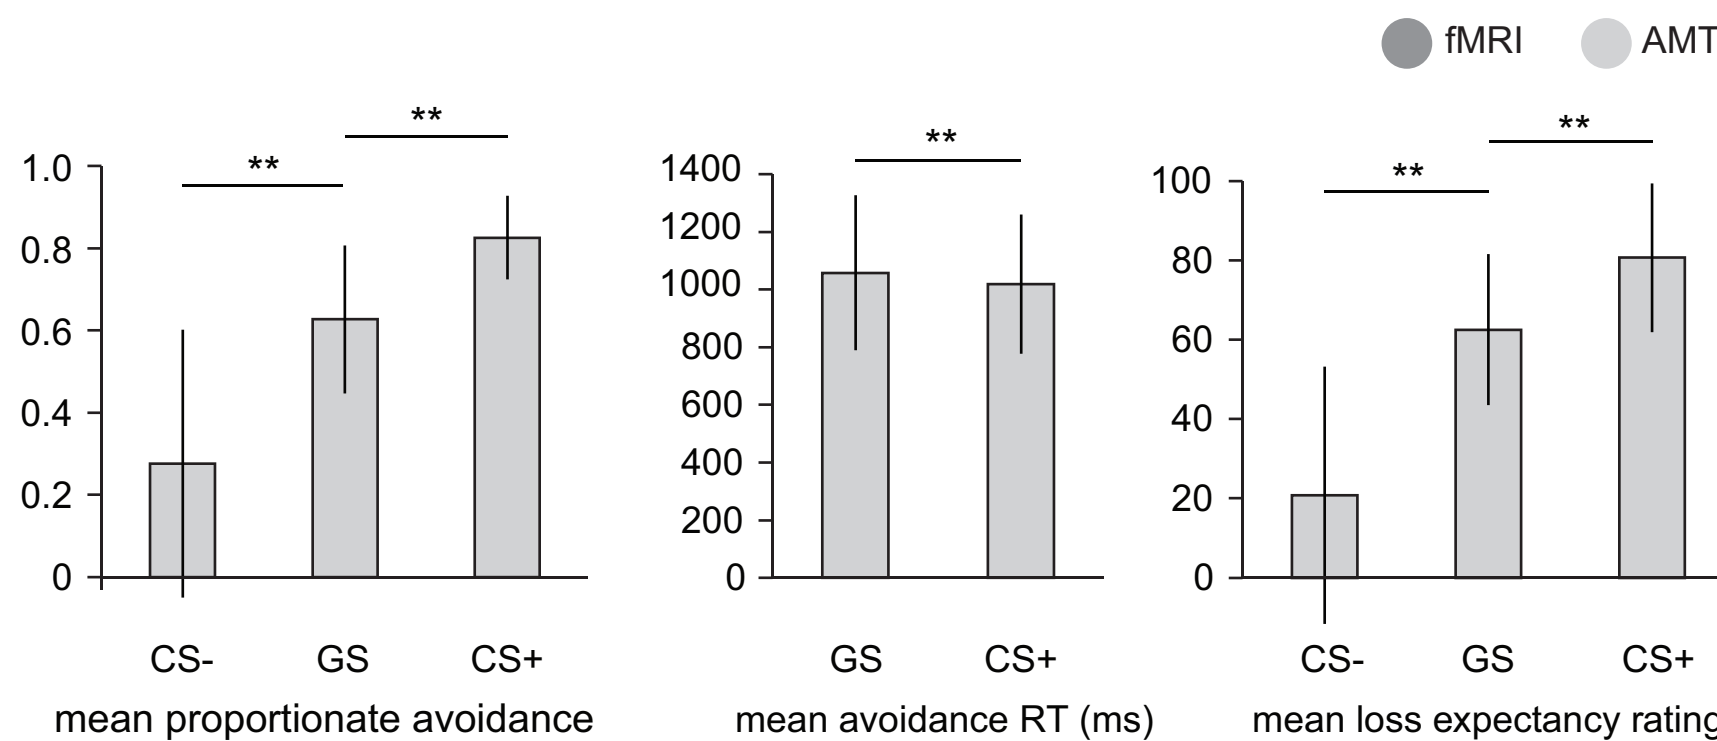 fMRI AMT
** ** ** ** **
1.0
0.8
0.6
0.4
0.2
0
CS- GS CS+
mean proportionate avoidance
1400
1200
1000
800
600
400
200
0
GS CS+
mean avoidance RT (ms)
100
80
60
40
20
0
CS- GS CS+
mean loss expectancy rating